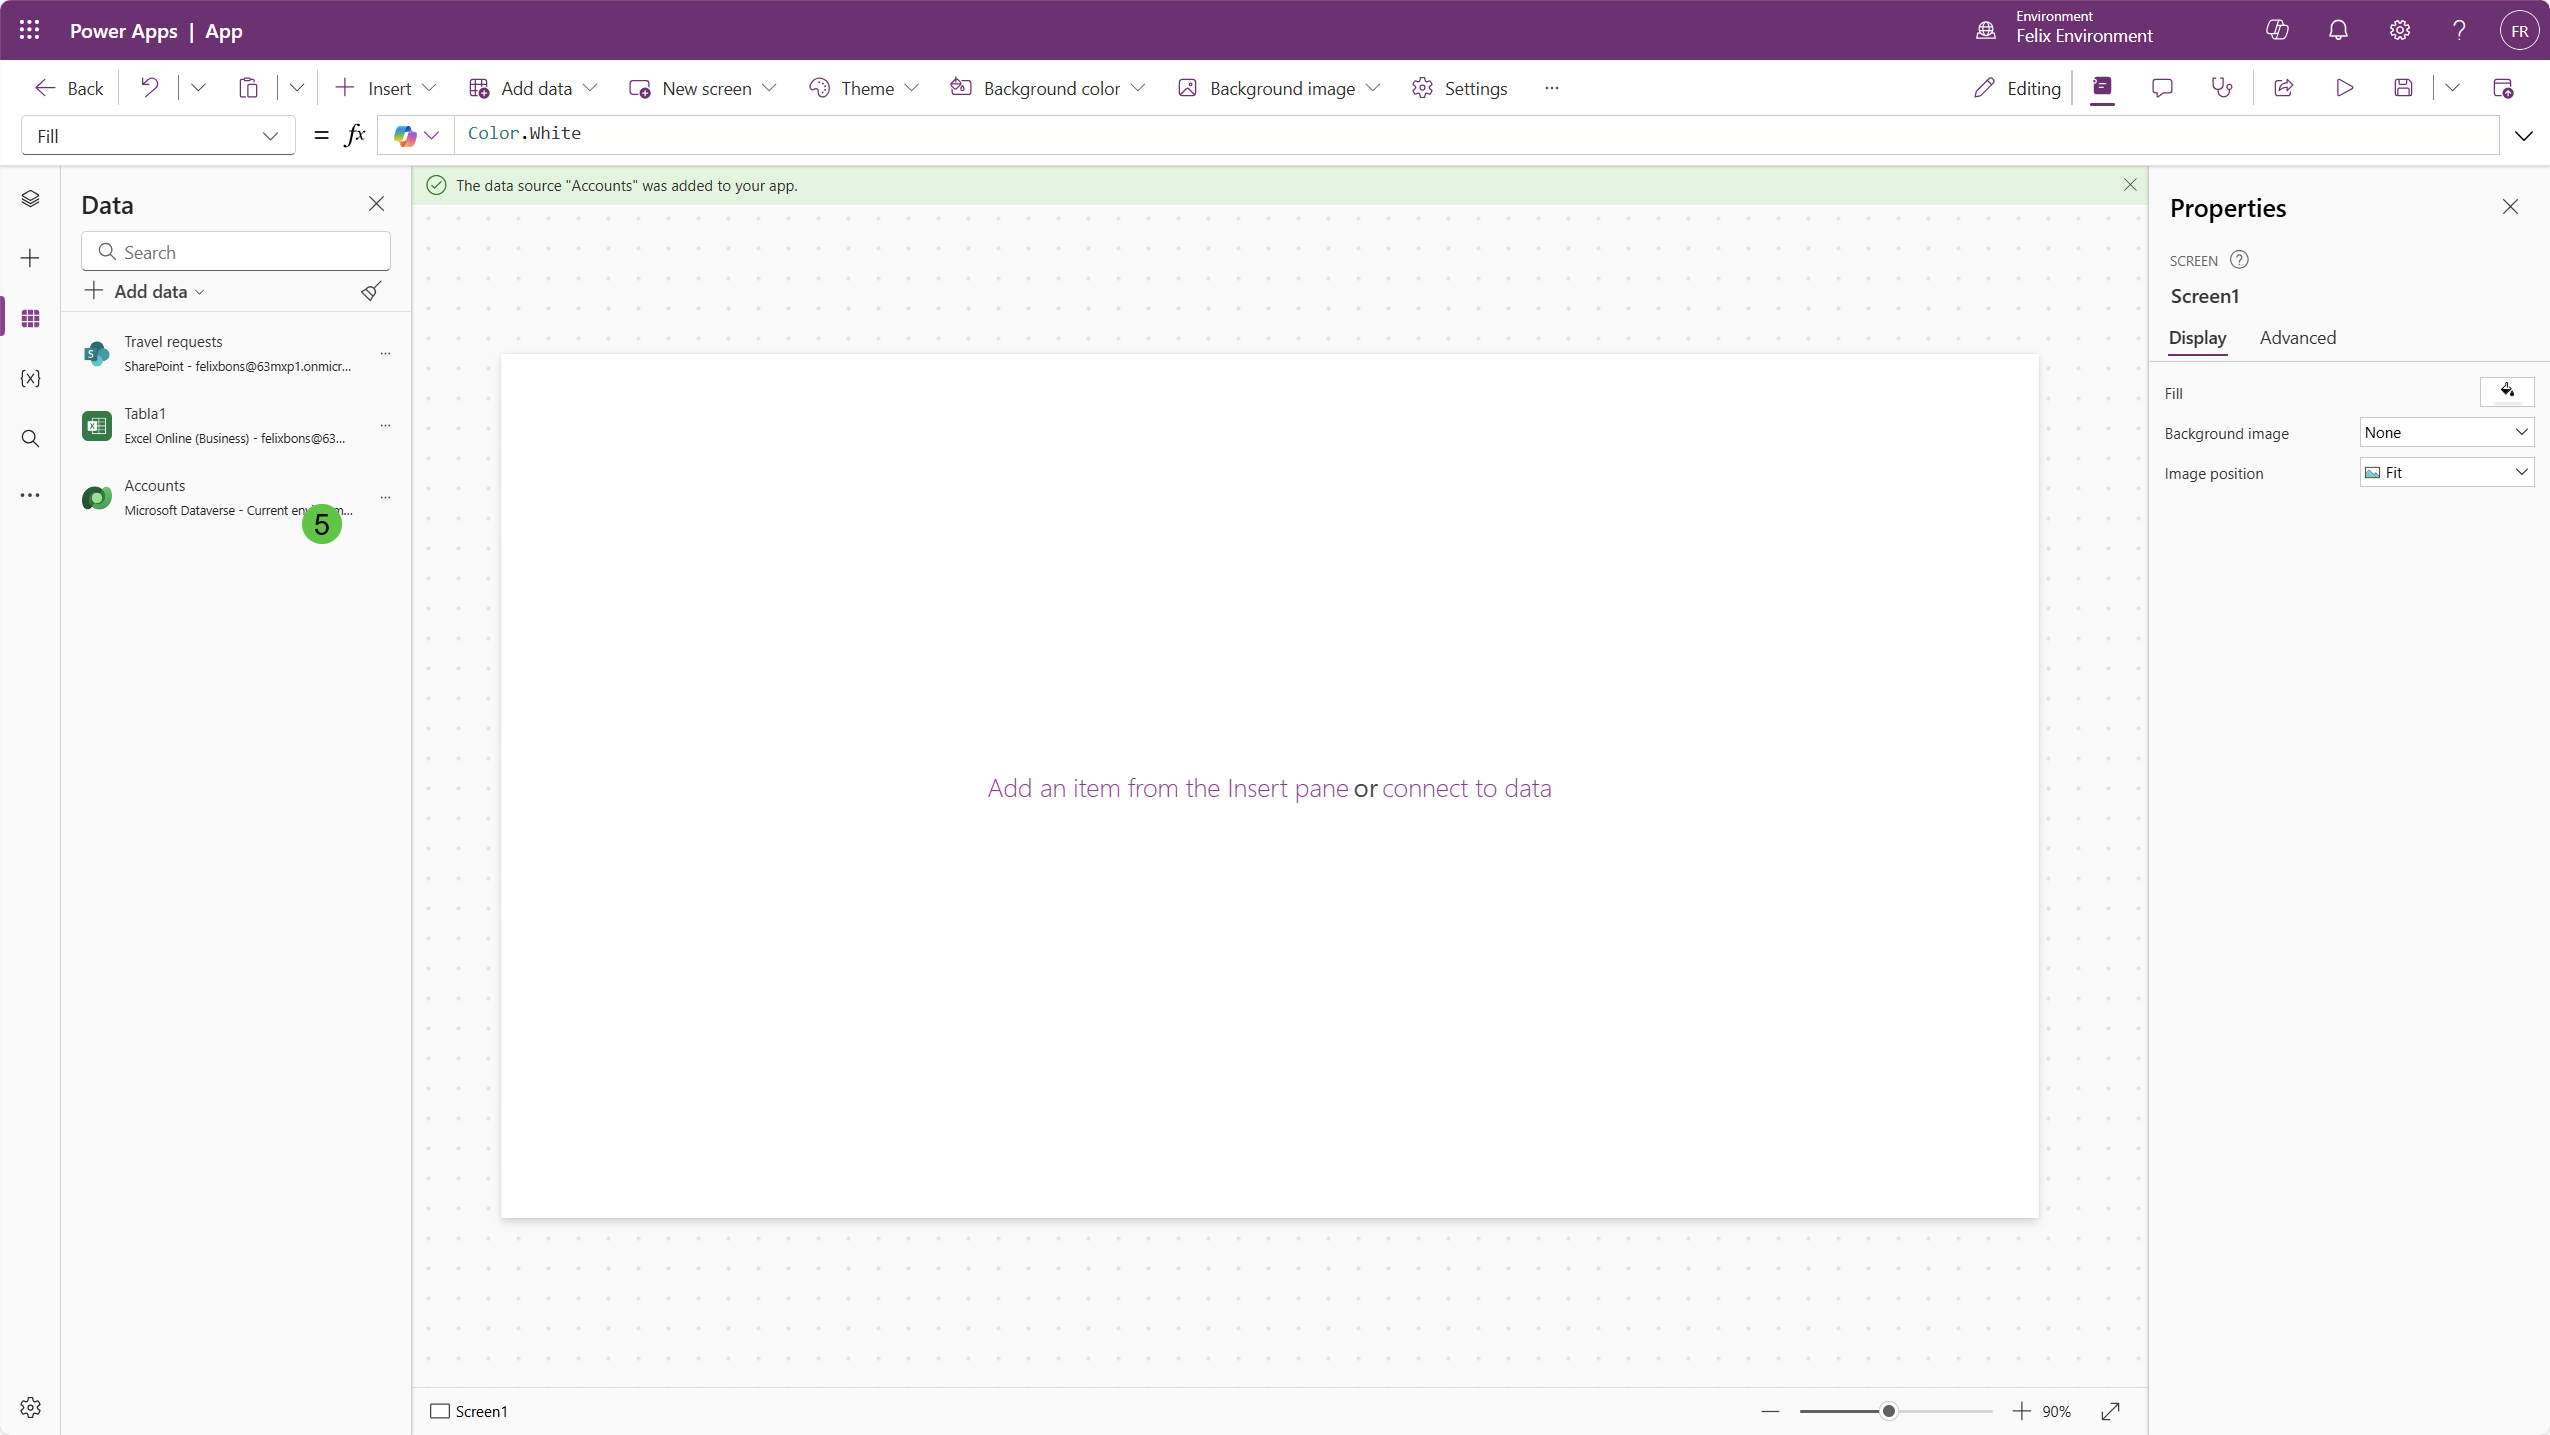 Power Apps | App
Environment
Felix Environment
FR
Back
Insert
Add data
New screen
Theme
Background color
Background image
Settings
...
Editing
Fill
= fx
Color.White
Data
Search
Add data
Travel requests
SharePoint - felixbons@63mxp1.onmicr...
Tabla1
Excel Online (Business) - felixbons@63...
Accounts
Microsoft Dataverse - Current en
m...
5
The data source "Accounts" was added to your app.
Add an item from the Insert pane or connect to data
Screen1
90%
Properties
SCREEN
Screen1
Display
Advanced
Fill
Background image
None
Image position
Fit